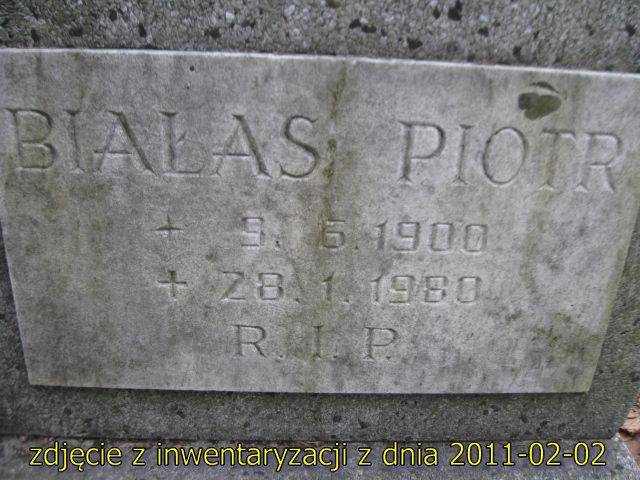 BIAŁAS PIOTR
+ 9. 6. 1900
+ 28. 1. 1980
R. I. P.
zdjęcie z inwentaryzacji z dnia 2011-02-02